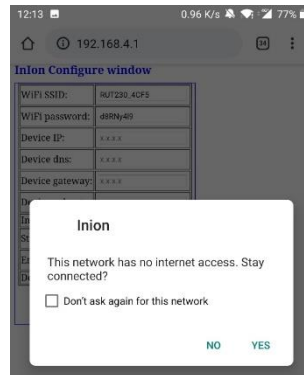 12:13 0.96 K/s 77%
192.168.4.1 24
InIon Configure window
WiFi SSID: RUT230_4CF5
WiFi password: d8RNy4l9
Device IP: x.x.x.x
Device dns: x.x.x.x
Device gateway: x.x.x.x
Inion
This network has no internet access. Stay
connected?
Don't ask again for this network
NO YES